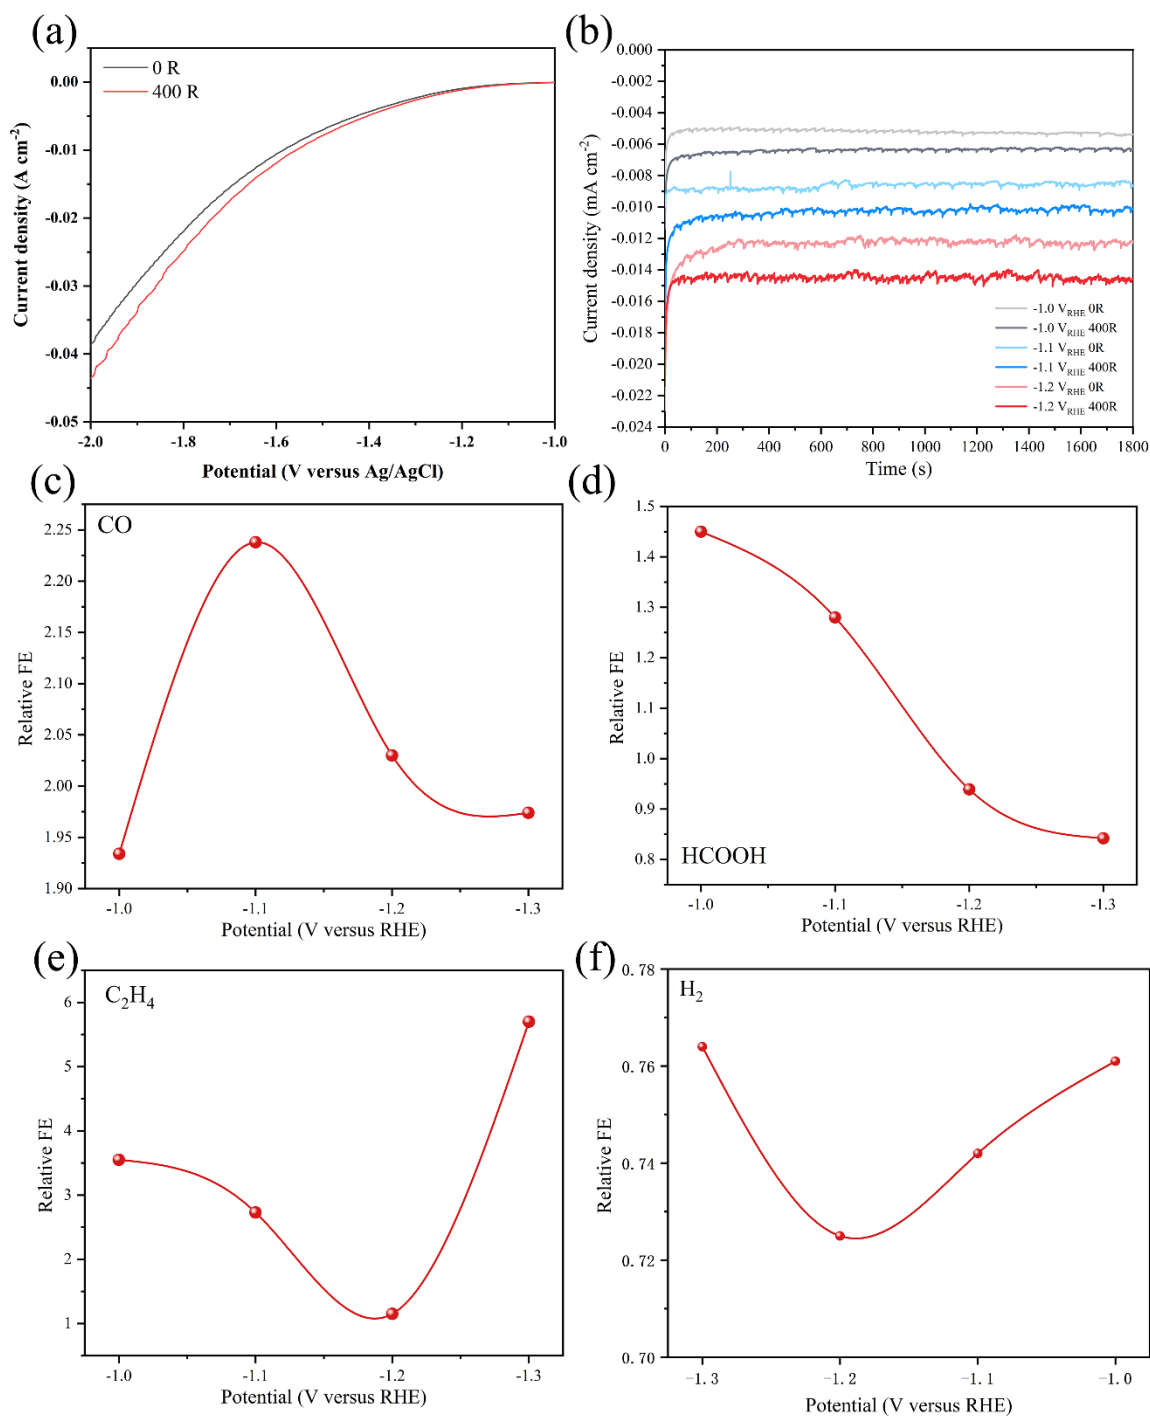 (a)
0 R
400 R
0.00
-0.01
-0.02
-0.03
-0.04
-0.05
-2.0
-1.8
-1.6
-1.4
-1.2
-1.0
Current density (A cm⁻²)
Potential (V versus Ag/AgCl)
(b)
0.000
-0.002
-0.004
-0.006
-0.008
-0.010
-0.012
-0.014
-0.016
-0.018
-0.020
-0.022
-0.024
0
200
400
600
800
1000
1200
1400
1600
1800
Current density (mA cm⁻²)
Time (s)
-1.0 V_RHE 0R
-1.0 V_RHE 400R
-1.1 V_RHE 0R
-1.1 V_RHE 400R
-1.2 V_RHE 0R
-1.2 V_RHE 400R
(c)
CO
2.25
2.20
2.15
2.10
2.05
2.00
1.95
1.90
-1.0
-1.1
-1.2
-1.3
Relative FE
Potential (V versus RHE)
(d)
HCOOH
1.5
1.4
1.3
1.2
1.1
1.0
0.9
0.8
-1.0
-1.1
-1.2
-1.3
Relative FE
Potential (V versus RHE)
(e)
C₂H₄
6
5
4
3
2
1
-1.0
-1.1
-1.2
-1.3
Relative FE
Potential (V versus RHE)
(f)
H₂
0.78
0.76
0.74
0.72
0.70
-1.3
-1.2
-1.1
-1.0
Relative FE
Potential (V versus RHE)